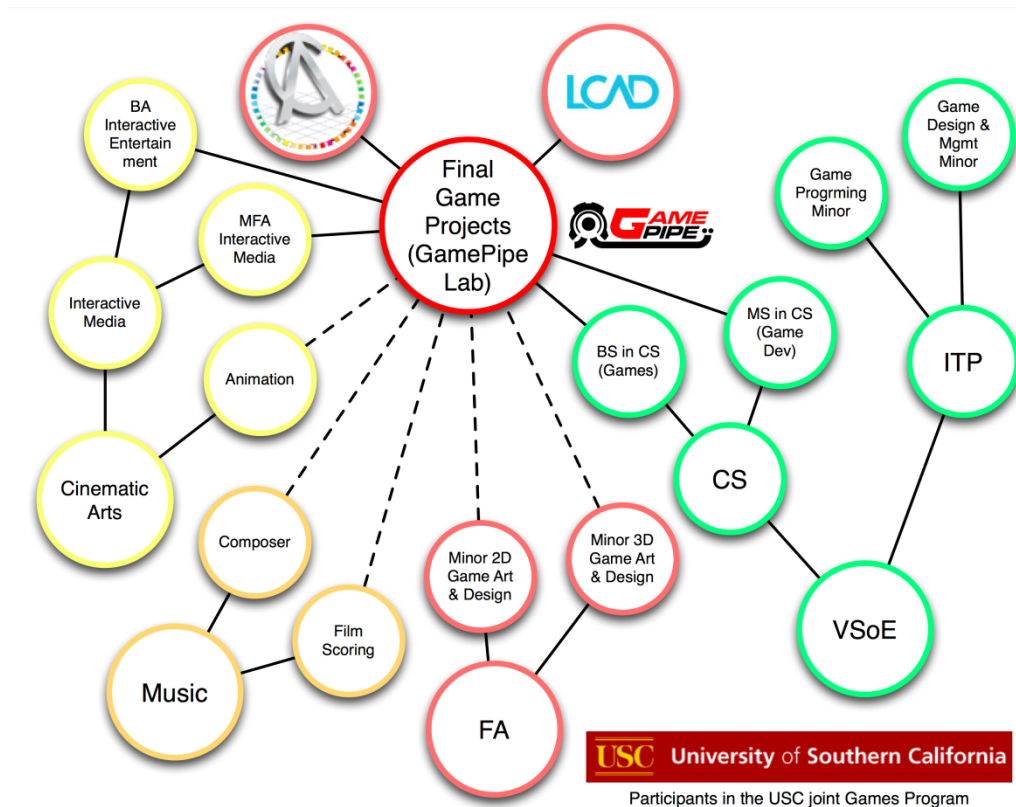 BA
Interactive
Entertain
ment
LCAD
Game
Design &
Mgmt
Minor
Final
Game
Projects
(GamePipe
Lab)
Game
Progrming
Minor
GAME
PIPE
MFA
Interactive
Media
Interactive
Media
MS in CS
(Game
Dev)
BS in CS
(Games)
ITP
Animation
Cinematic
Arts
CS
Composer
Minor 2D
Game Art
& Design
Minor 3D
Game Art
& Design
Film
Scoring
VSoE
Music
FA
USC University of Southern California
Participants in the USC joint Games Program